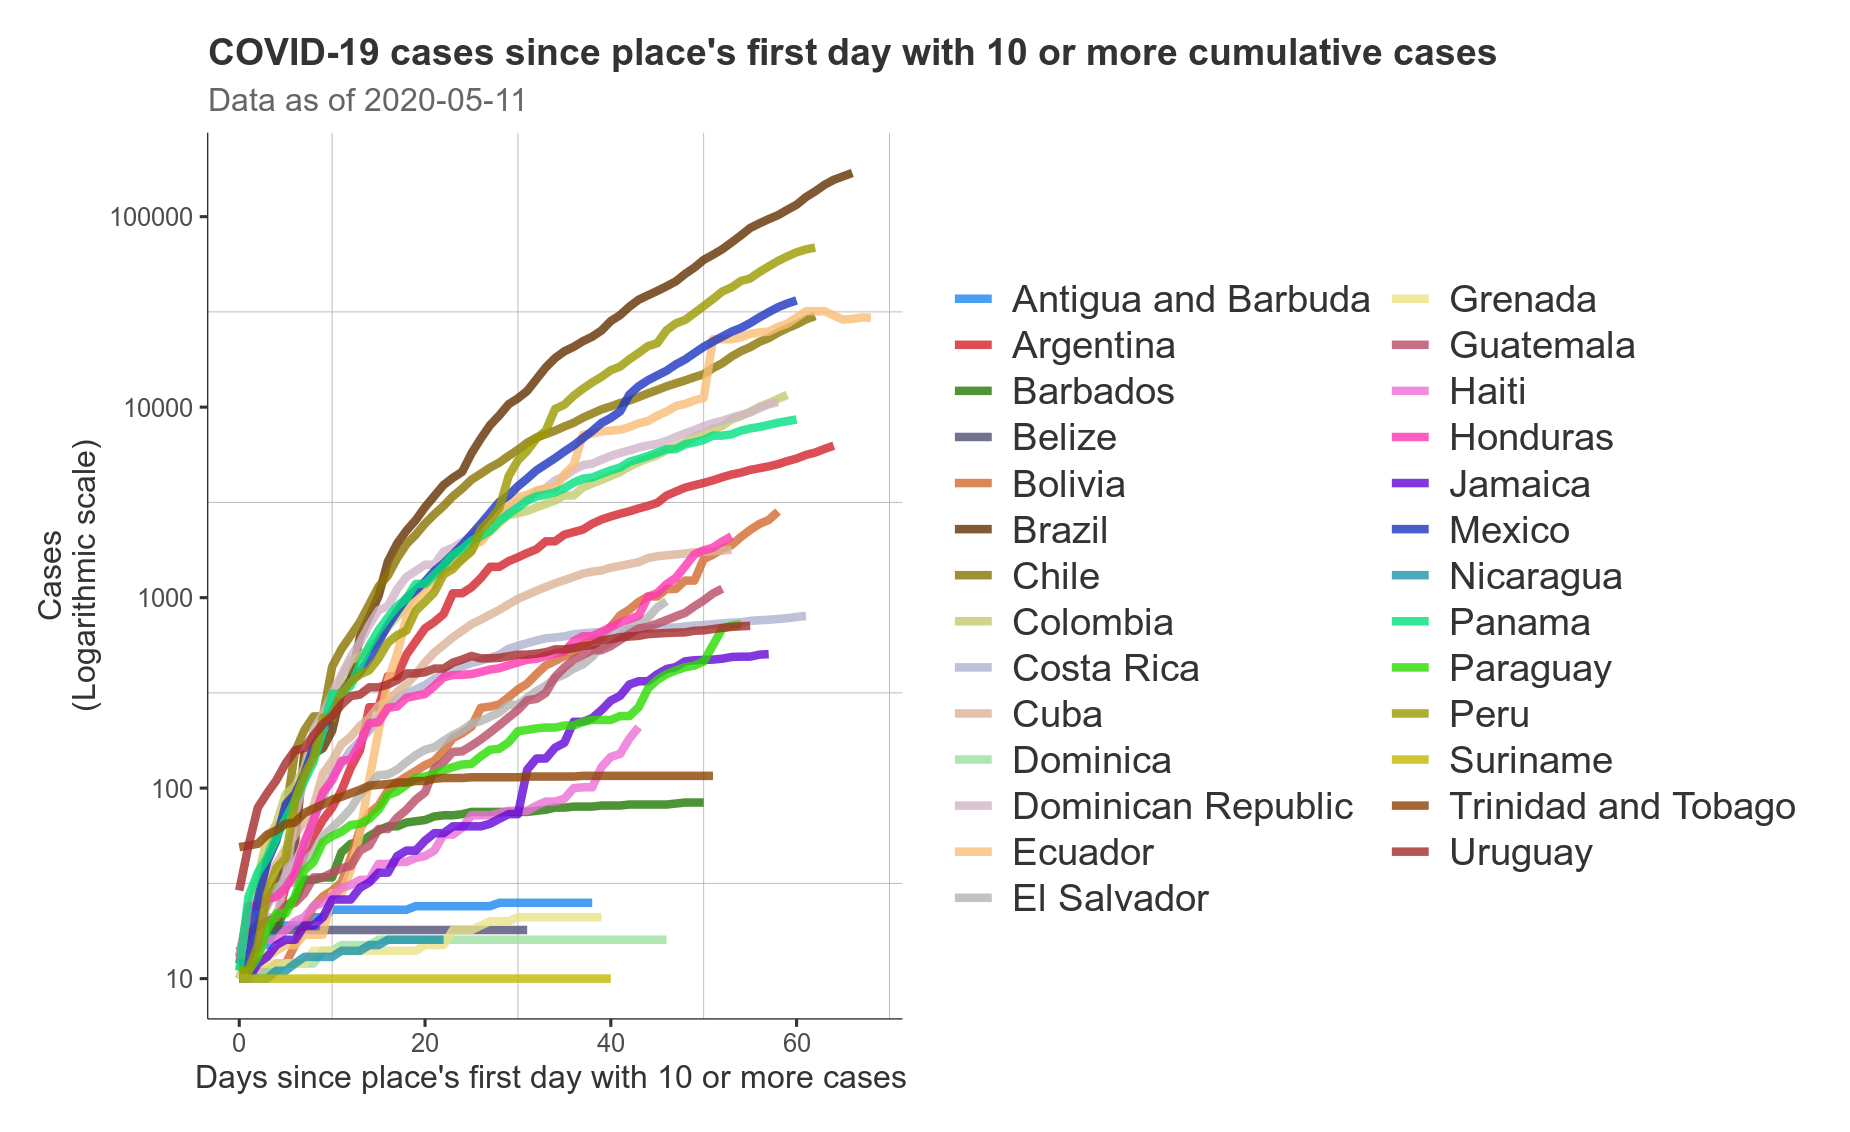 COVID-19 cases since place's first day with 10 or more cumulative cases
Data as of 2020-05-11
Cases
(Logarithmic scale)
100000
10000
1000
100
10
0
20
40
60
Days since place's first day with 10 or more cases
Antigua and Barbuda
Argentina
Barbados
Belize
Bolivia
Brazil
Chile
Colombia
Costa Rica
Cuba
Dominica
Dominican Republic
Ecuador
El Salvador
Grenada
Guatemala
Haiti
Honduras
Jamaica
Mexico
Nicaragua
Panama
Paraguay
Peru
Suriname
Trinidad and Tobago
Uruguay